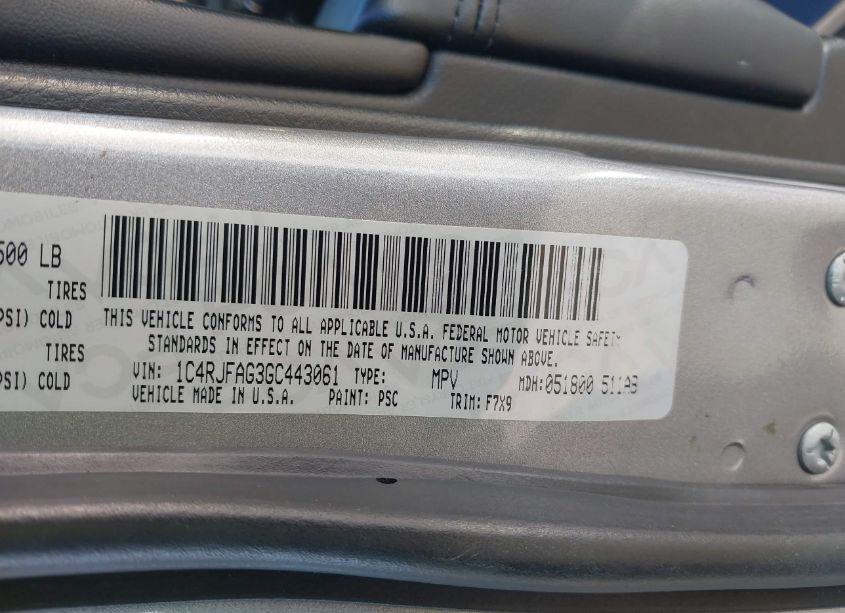 500 LB
TIRES
PSI) COLD
TIRES
PSI) COLD
THIS VEHICLE CONFORMS TO ALL APPLICABLE U.S.A. FEDERAL MOTOR VEHICLE SAFETY
STANDARDS IN EFFECT ON THE DATE OF MANUFACTURE SHOWN ABOVE.
VIN: 1C4RJFAG3GC443061 TYPE: MPV MDH:051800 511AB
VEHICLE MADE IN U.S.A. PAINT: PSC TRIM: F7X9